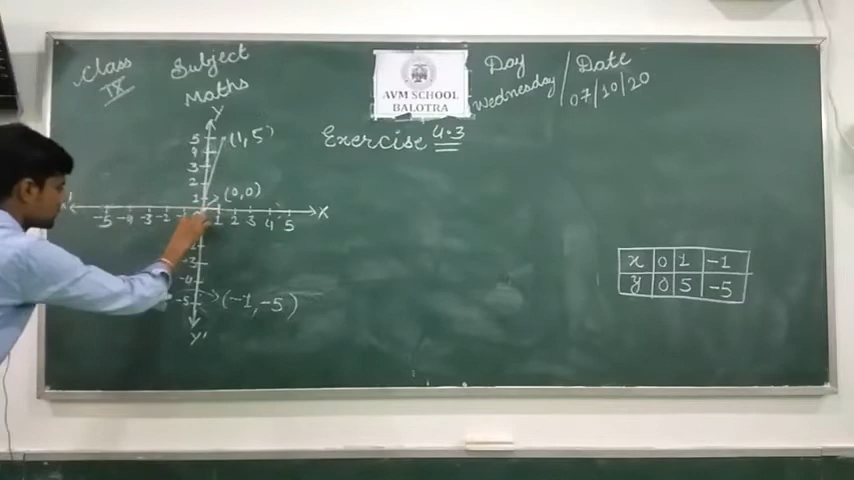 Class
IX
Subject
Maths
AVM SCHOOL
BALOTRA
Day
Wednesday
Date
07/10/20
Exercise 4.3
Y
5
4
3
2
1
(1,5)
(0,0)
-5 -4 -3 -2 -1 1 2 3 4 5 X
-3
-4
-5
(-1,-5)
Y'
x 0 1 -1
y 0 5 -5